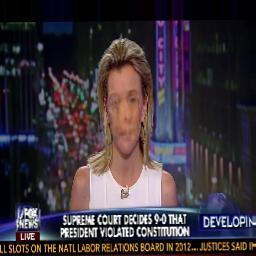 FOX
NEWS
LIVE
SUPREME COURT DECIDES 9-0 THAT
PRESIDENT VIOLATED CONSTITUTION
DEVELOPIN
LL SLOTS ON THE NATL LABOR RELATIONS BOARD IN 2012... JUSTICES SAID